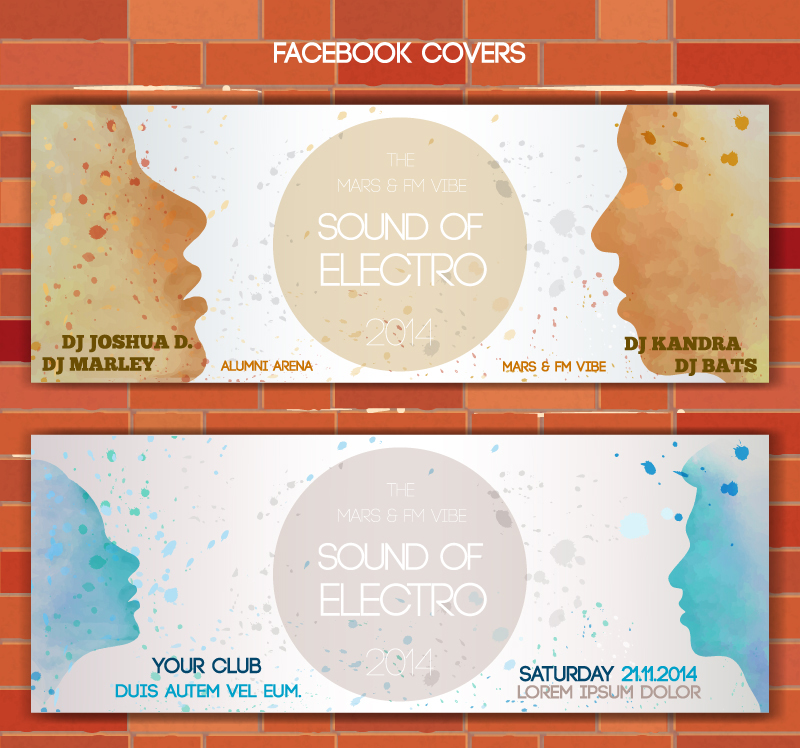 FACEBOOK COVERS
THE
MARS & FM VIBE
SOUND OF
ELECTRO
2014
DJ JOSHUA D.
DJ MARLEY
ALUMNI ARENA
MARS & FM VIBE
DJ KANDRA
DJ BATS
THE
MARS & FM VIBE
SOUND OF
ELECTRO
2014
YOUR CLUB
DUIS AUTEM VEL EUM.
SATURDAY 21.11.2014
LOREM IPSUM DOLOR